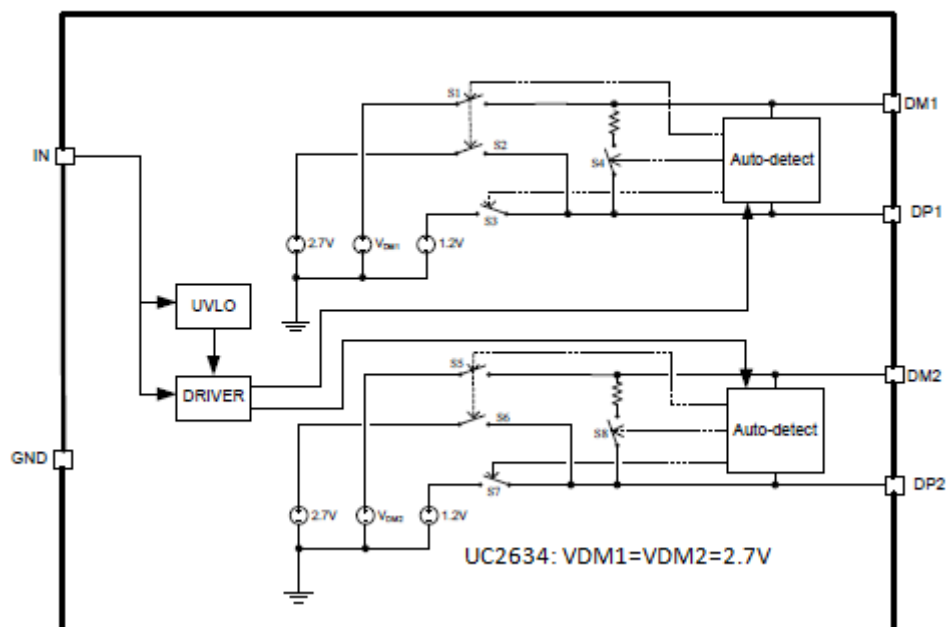 DM1
S1
IN
S2
S4
Auto-detect
S3
DP1
2.7V
VDM1
1.2V
UVLO
DRIVER
DM2
S5
S6
S8
Auto-detect
GND
S7
DP2
2.7V
VDM2
1.2V
UC2634: VDM1=VDM2=2.7V